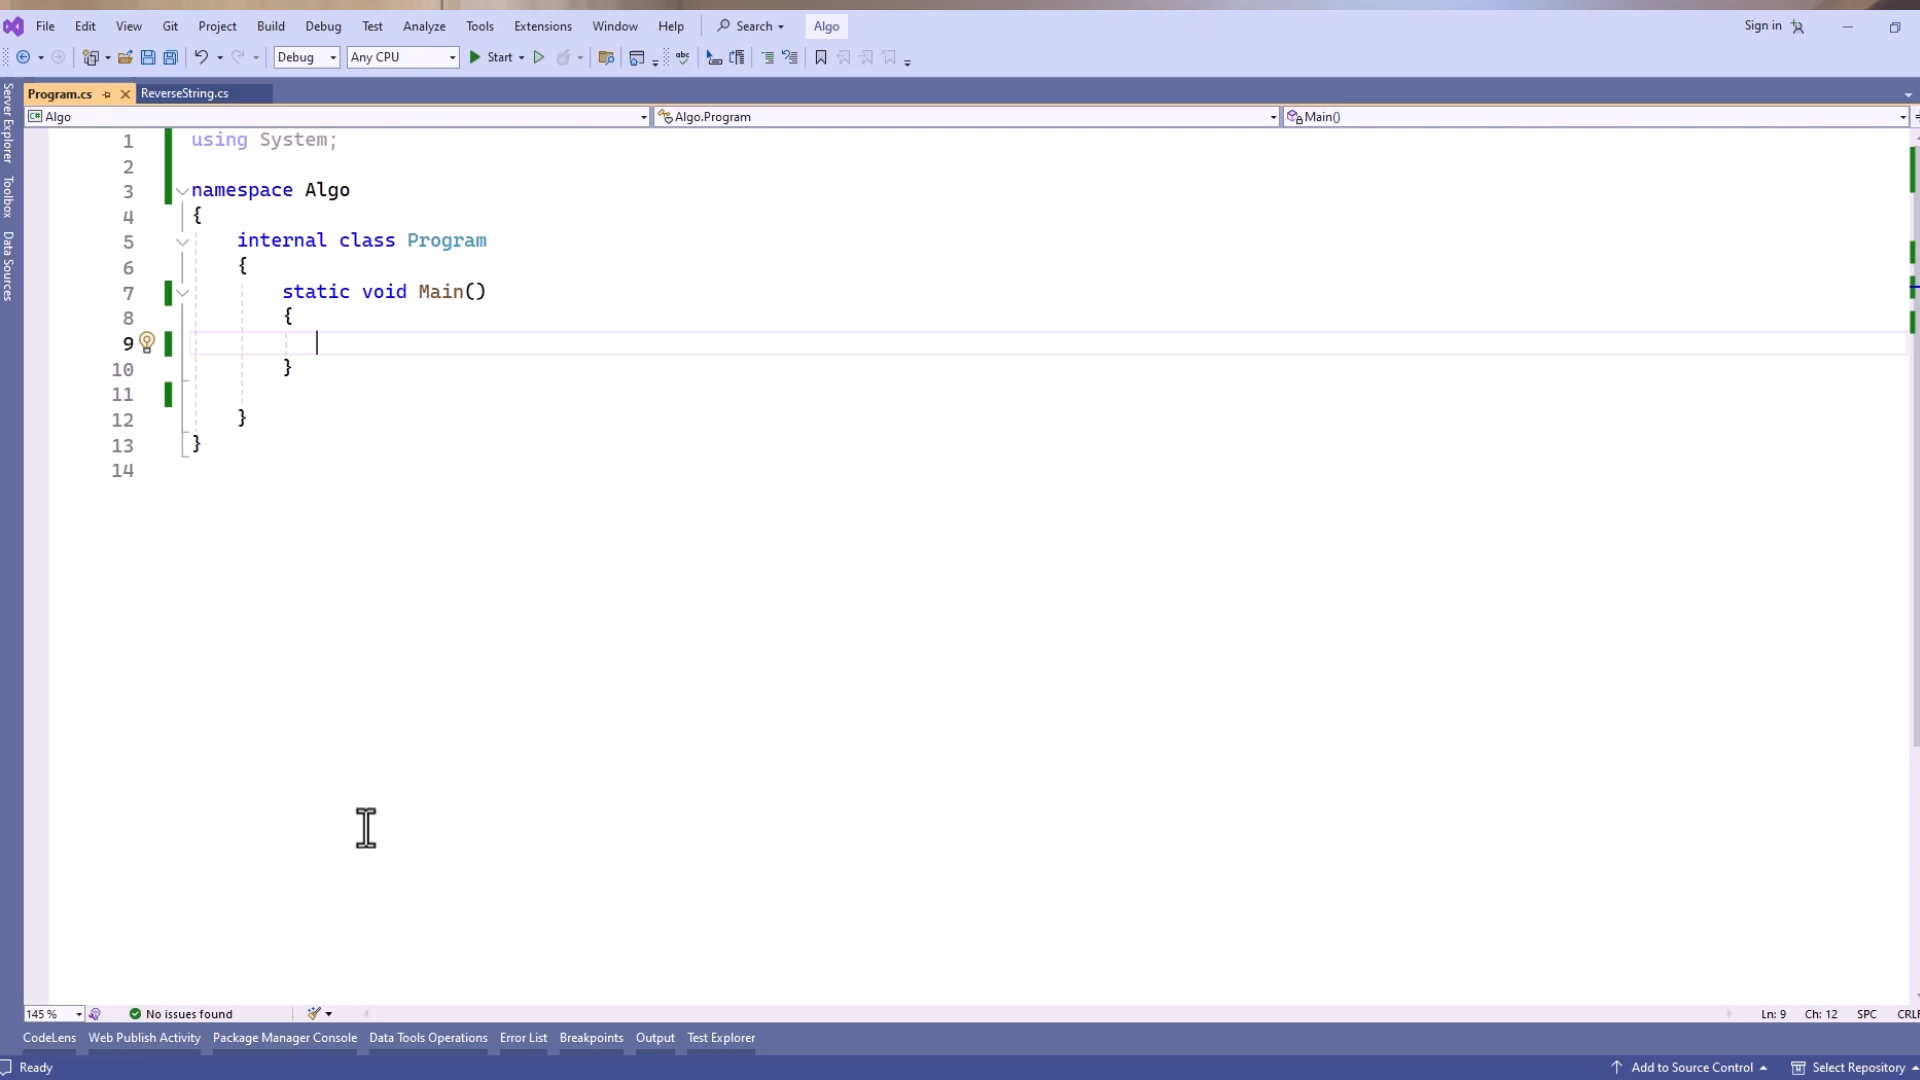 File Edit View Git Project Build Debug Test Analyze Tools Extensions Window Help Search Algo Sign in
Debug Any CPU Start
Program.cs ReverseString.cs
Algo Algo.Program Main()
Server Explorer
Toolbox
Data Sources
1 using System;
2
3 namespace Algo
4 {
5 internal class Program
6 {
7 static void Main()
8 {
9
10 }
11
12 }
13 }
14
145 % No issues found Ln: 9 Ch: 12 SPC CRLF
CodeLens Web Publish Activity Package Manager Console Data Tools Operations Error List Breakpoints Output Test Explorer
Ready Add to Source Control Select Repository